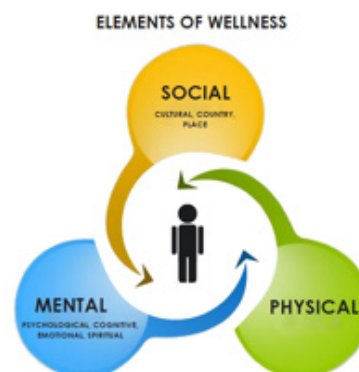 ELEMENTS OF WELLNESS
SOCIAL
CULTURAL, COUNTRY,
PLACE
MENTAL
PSYCHOLOGICAL, COGNITIVE,
EMOTIONAL, SPIRITUAL
PHYSICAL